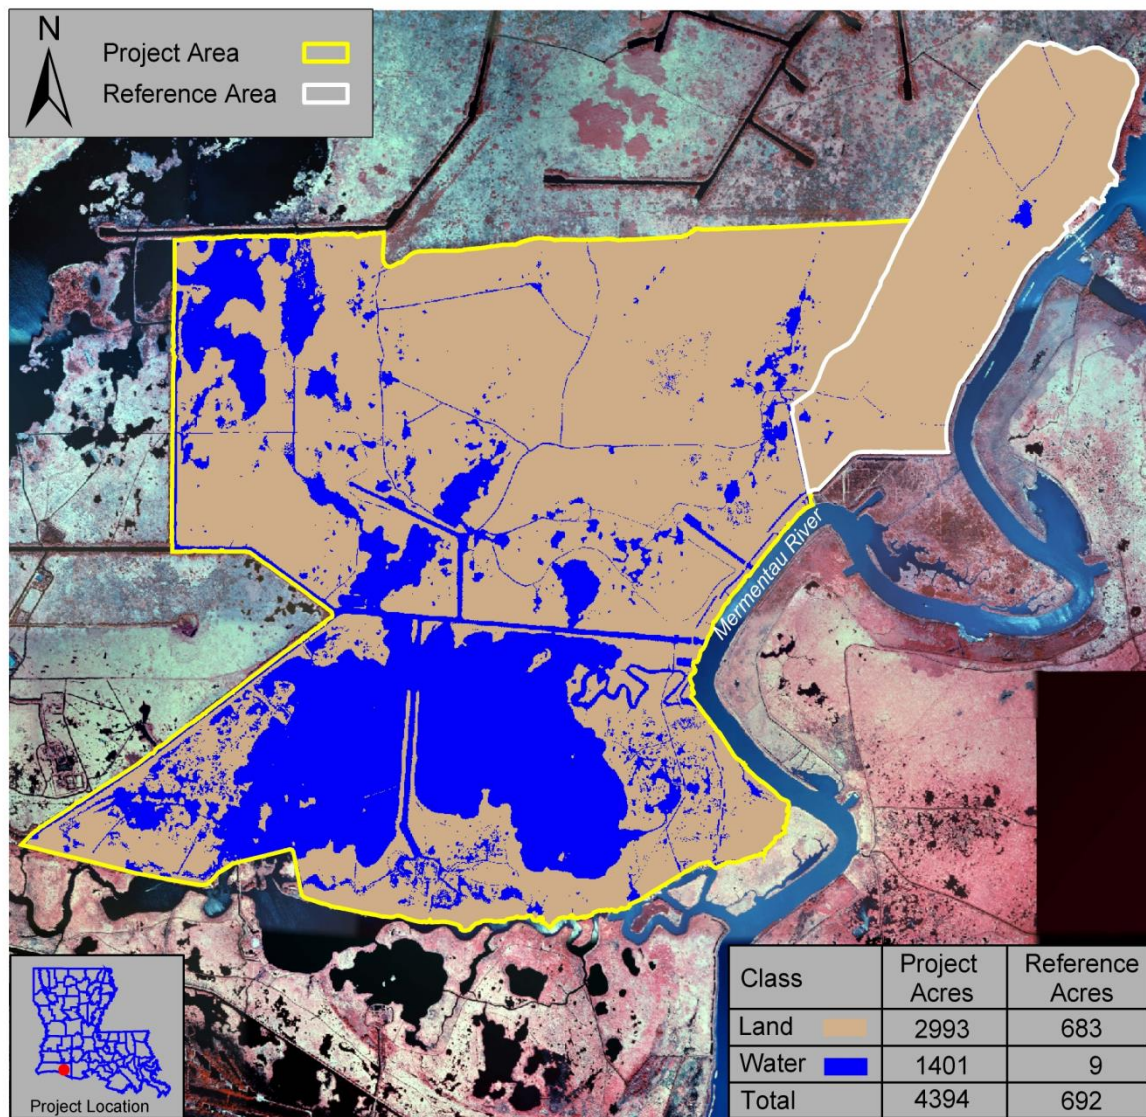 N
Project Area
Reference Area
Mermentau River
Project Location
Class Project Acres Reference Acres
Land 2993 683
Water 1401 9
Total 4394 692